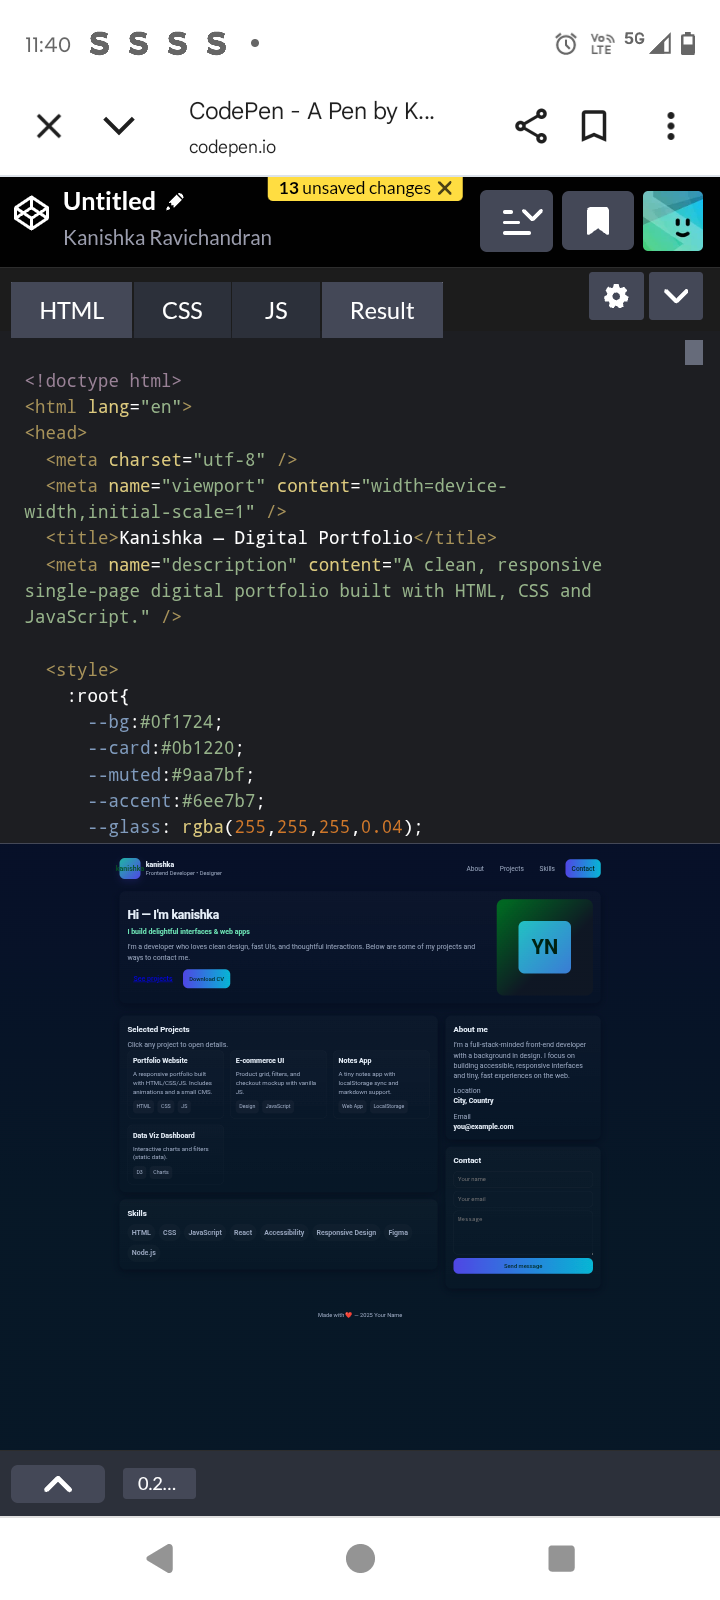 11:40 S S S S •
Vo LTE 5G
CodePen - A Pen by K...
codepen.io
13 unsaved changes
Untitled
Kanishka Ravichandran
HTML CSS JS Result
<!doctype html>
<html lang="en">
<head>
<meta charset="utf-8" />
<meta name="viewport" content="width=device-
width,initial-scale=1" />
<title>Kanishka — Digital Portfolio</title>
<meta name="description" content="A clean, responsive
single-page digital portfolio built with HTML, CSS and
JavaScript." />
<style>
:root{
--bg:#0f1724;
--card:#0b1220;
--muted:#9aa7bf;
--accent:#6ee7b7;
--glass: rgba(255,255,255,0.04);
kanishka
Frontend Developer • Designer
About Projects Skills Contact
Hi — I'm kanishka
I build delightful interfaces & web apps
I'm a developer who loves clean design, fast UIs, and thoughtful interactions. Below are some of my projects and
ways to contact me.
Download CV
YN
Selected Projects
Click any project to open details.
Portfolio Website
A responsive portfolio built
with HTML/CSS/JS. Includes
animations and a small CMS.
HTML CSS JS
E-commerce UI
Product grid, filters, and
checkout mockup with vanilla
JS.
Design JavaScript
Notes App
A tiny notes app with
localStorage sync and
markdown support.
Web App LocalStorage
Data Viz Dashboard
Interactive charts and filters
(static data).
D3 Charts
Skills
HTML CSS JavaScript React Accessibility Responsive Design Figma
Node.js
About me
I'm a full-stack-minded front-end developer
with a background in design. I focus on
building accessible, responsive interfaces
and tiny, fast experiences on the web.
Location
City, Country
Email
you@example.com
Contact
Your name
Your email
Message
Send message
Made with ❤️ — 2025 Your Name
0.2...